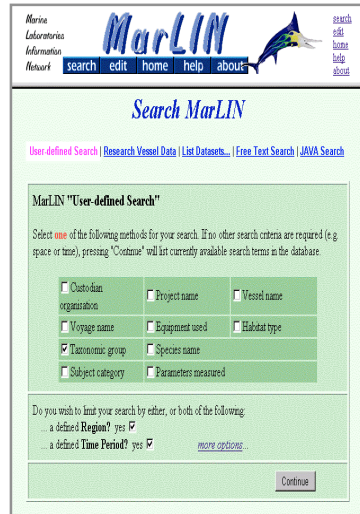 Marine
Laboratories
Information
Network
MarLIN
search edit home help about
search
edit
home
help
about
Search MarLIN
User-defined Search | Research Vessel Data | List Datasets... | Free Text Search | JAVA Search
MarLIN "User-defined Search"
Select one of the following methods for your search. If no other search criteria are required (e.g.
space or time), pressing "Continue" will list currently available search terms in the database.
Custodian
organisation
Project name
Vessel name
Voyage name
Equipment used
Habitat type
Taxonomic group
Species name
Subject category
Parameters measured
Do you wish to limit your search by either, or both of the following:
... a defined Region? yes
... a defined Time Period? yes
more options...
Continue